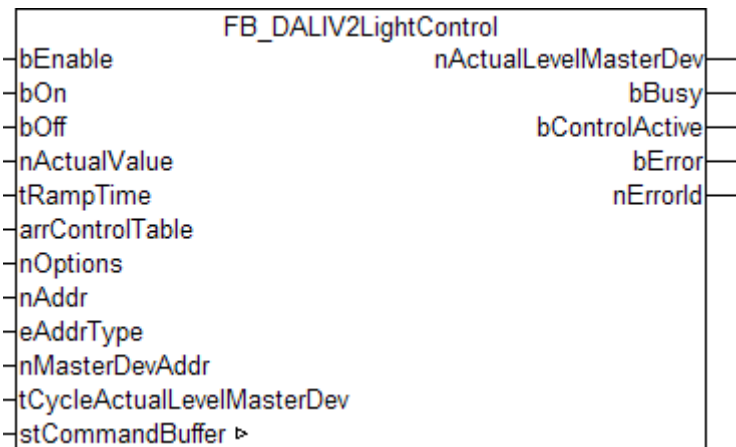 FB_DALIV2LightControl
bEnable nActualLevelMasterDev
bOn bBusy
bOff bControlActive
nActualValue bError
tRampTime nErrorId
arrControlTable
nOptions
nAddr
eAddrType
nMasterDevAddr
tCycleActualLevelMasterDev
stCommandBuffer